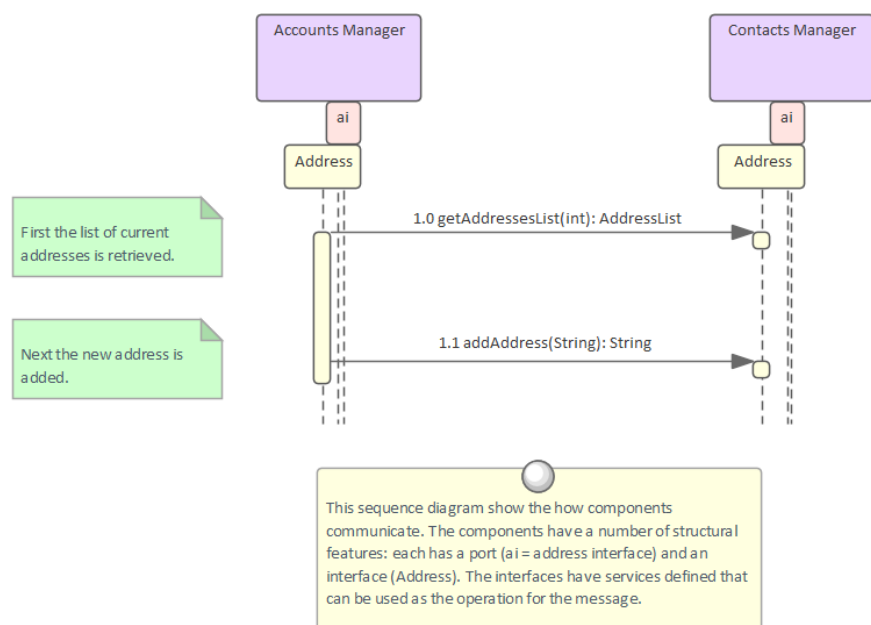 Accounts Manager
Contacts Manager
ai
ai
Address
Address
First the list of current
addresses is retrieved.
1.0 getAddressesList(int): AddressList
Next the new address is
added.
1.1 addAddress(String): String
This sequence diagram show the how components
communicate. The components have a number of structural
features: each has a port (ai = address interface) and an
interface (Address). The interfaces have services defined that
can be used as the operation for the message.